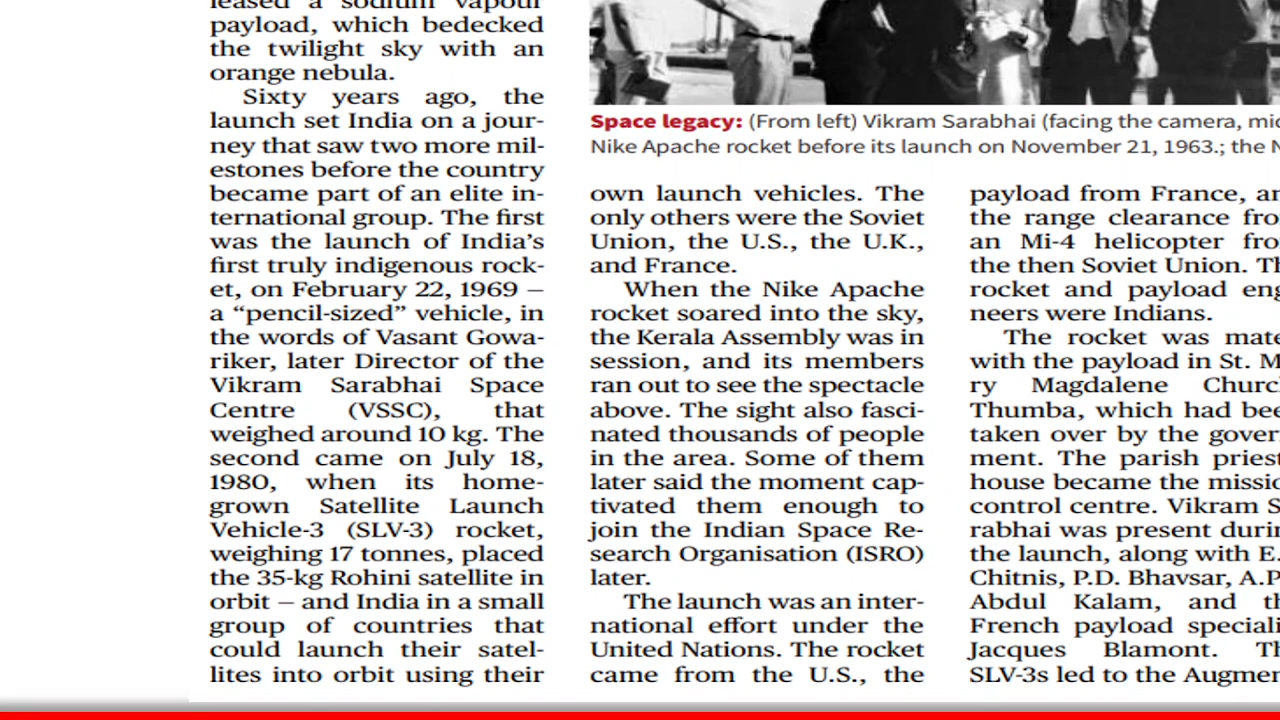 leased a sodium vapour
payload, which bedecked
the twilight sky with an
orange nebula.
Sixty years ago, the
launch set India on a jour-
ney that saw two more mil-
estones before the country
became part of an elite in-
ternational group. The first
was the launch of India’s
first truly indigenous rock-
et, on February 22, 1969 —
a “pencil-sized” vehicle, in
the words of Vasant Gowa-
riker, later Director of the
Vikram Sarabhai Space
Centre (VSSC), that
weighed around 10 kg. The
second came on July 18,
1980, when its home-
grown Satellite Launch
Vehicle-3 (SLV-3) rocket,
weighing 17 tonnes, placed
the 35-kg Rohini satellite in
orbit — and India in a small
group of countries that
could launch their satel-
lites into orbit using their
Space legacy: (From left) Vikram Sarabhai (facing the camera,
Nike Apache rocket before its launch on November 21, 1963.; the
own launch vehicles. The
only others were the Soviet
Union, the U.S., the U.K.,
and France.
When the Nike Apache
rocket soared into the sky,
the Kerala Assembly was in
session, and its members
ran out to see the spectacle
above. The sight also fasci-
nated thousands of people
in the area. Some of them
later said the moment cap-
tivated them enough to
join the Indian Space Re-
search Organisation (ISRO)
later.
The launch was an inter-
national effort under the
United Nations. The rocket
came from the U.S., the
payload from France,
the range clearance
an Mi-4 helicopter
the then Soviet Union.
rocket and payload
neers were Indians.
The rocket was
with the payload in St.
ry Magdalene
Thumba, which had
taken over by the
ment. The parish
house became the
control centre. Vikram
rabhai was present
the launch, along with E.
Chitnis, P.D. Bhavsar,
Abdul Kalam, and
French payload
Jacques Blamont.
SLV-3s led to the